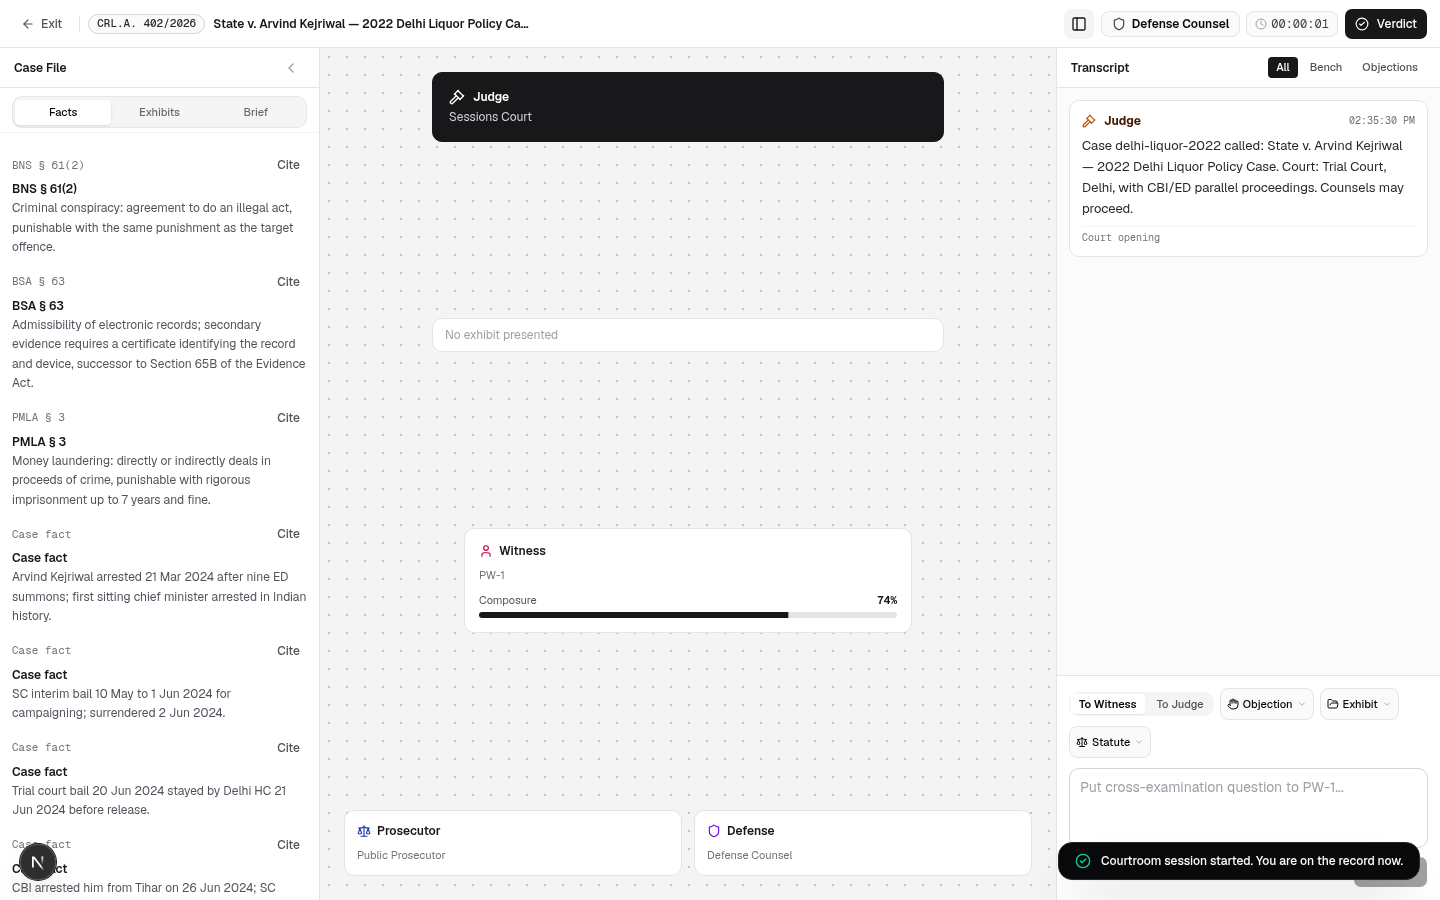 Exit
CRL.A. 402/2026
State v. Arvind Kejriwal — 2022 Delhi Liquor Policy Ca...
Defense Counsel
00:00:01
Verdict
Case File
Facts
Exhibits
Brief
BNS § 61(2)
Cite
BNS § 61(2)
Criminal conspiracy: agreement to do an illegal act,
punishable with the same punishment as the target
offence.
BSA § 63
Cite
BSA § 63
Admissibility of electronic records; secondary
evidence requires a certificate identifying the record
and device, successor to Section 65B of the Evidence
Act.
PMLA § 3
Cite
PMLA § 3
Money laundering: directly or indirectly deals in
proceeds of crime, punishable with rigorous
imprisonment up to 7 years and fine.
Case fact
Cite
Case fact
Arvind Kejriwal arrested 21 Mar 2024 after nine ED
summons; first sitting chief minister arrested in Indian
history.
Case fact
Cite
Case fact
SC interim bail 10 May to 1 Jun 2024 for
campaigning; surrendered 2 Jun 2024.
Case fact
Cite
Case fact
Trial court bail 20 Jun 2024 stayed by Delhi HC 21
Jun 2024 before release.
Case fact
Cite
Case fact
CBI arrested him from Tihar on 26 Jun 2024; SC
N
Judge
Sessions Court
No exhibit presented
Witness
PW-1
Composure
74%
Prosecutor
Public Prosecutor
Defense
Defense Counsel
Transcript
All
Bench
Objections
Judge
02:35:30 PM
Case delhi-liquor-2022 called: State v. Arvind Kejriwal
— 2022 Delhi Liquor Policy Case. Court: Trial Court,
Delhi, with CBI/ED parallel proceedings. Counsels may
proceed.
Court opening
To Witness
To Judge
Objection
Exhibit
Statute
Put cross-examination question to PW-1...
Courtroom session started. You are on the record now.